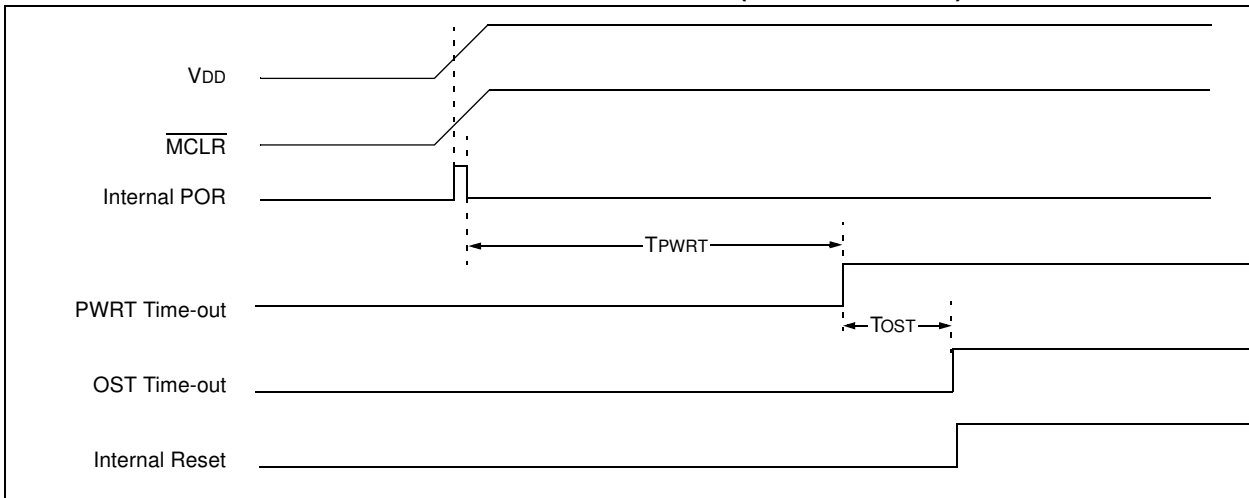 VDD
MCLR
Internal POR
TPWRT
PWRT Time-out
TOST
OST Time-out
Internal Reset